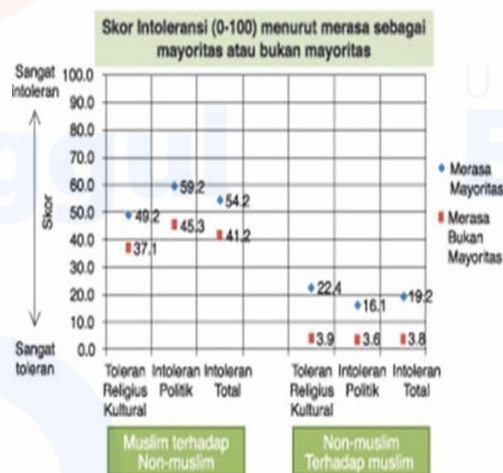 Skor Intoleransi (0-100) menurut merasa sebagai
mayoritas atau bukan mayoritas
Sangat
intoleran
100.0
90.0
80.0
70.0
60.0
50.0
40.0
30.0
20.0
10.0
0.0
Skor
Sangat
toleran
49.2
37.1
59.2
45.3
54.2
41.2
22.4
3.9
16.1
3.6
19.2
3.8
Merasa
Mayoritas
Merasa
Bukan
Mayoritas
Toleran Intoleran Intoleran
Religius Politik Total
Kultural
Toleran Intoleran Intoleran
Religius Politik Total
Kultural
Muslim terhadap
Non-muslim
Non-muslim
Terhadap muslim
nggul
U